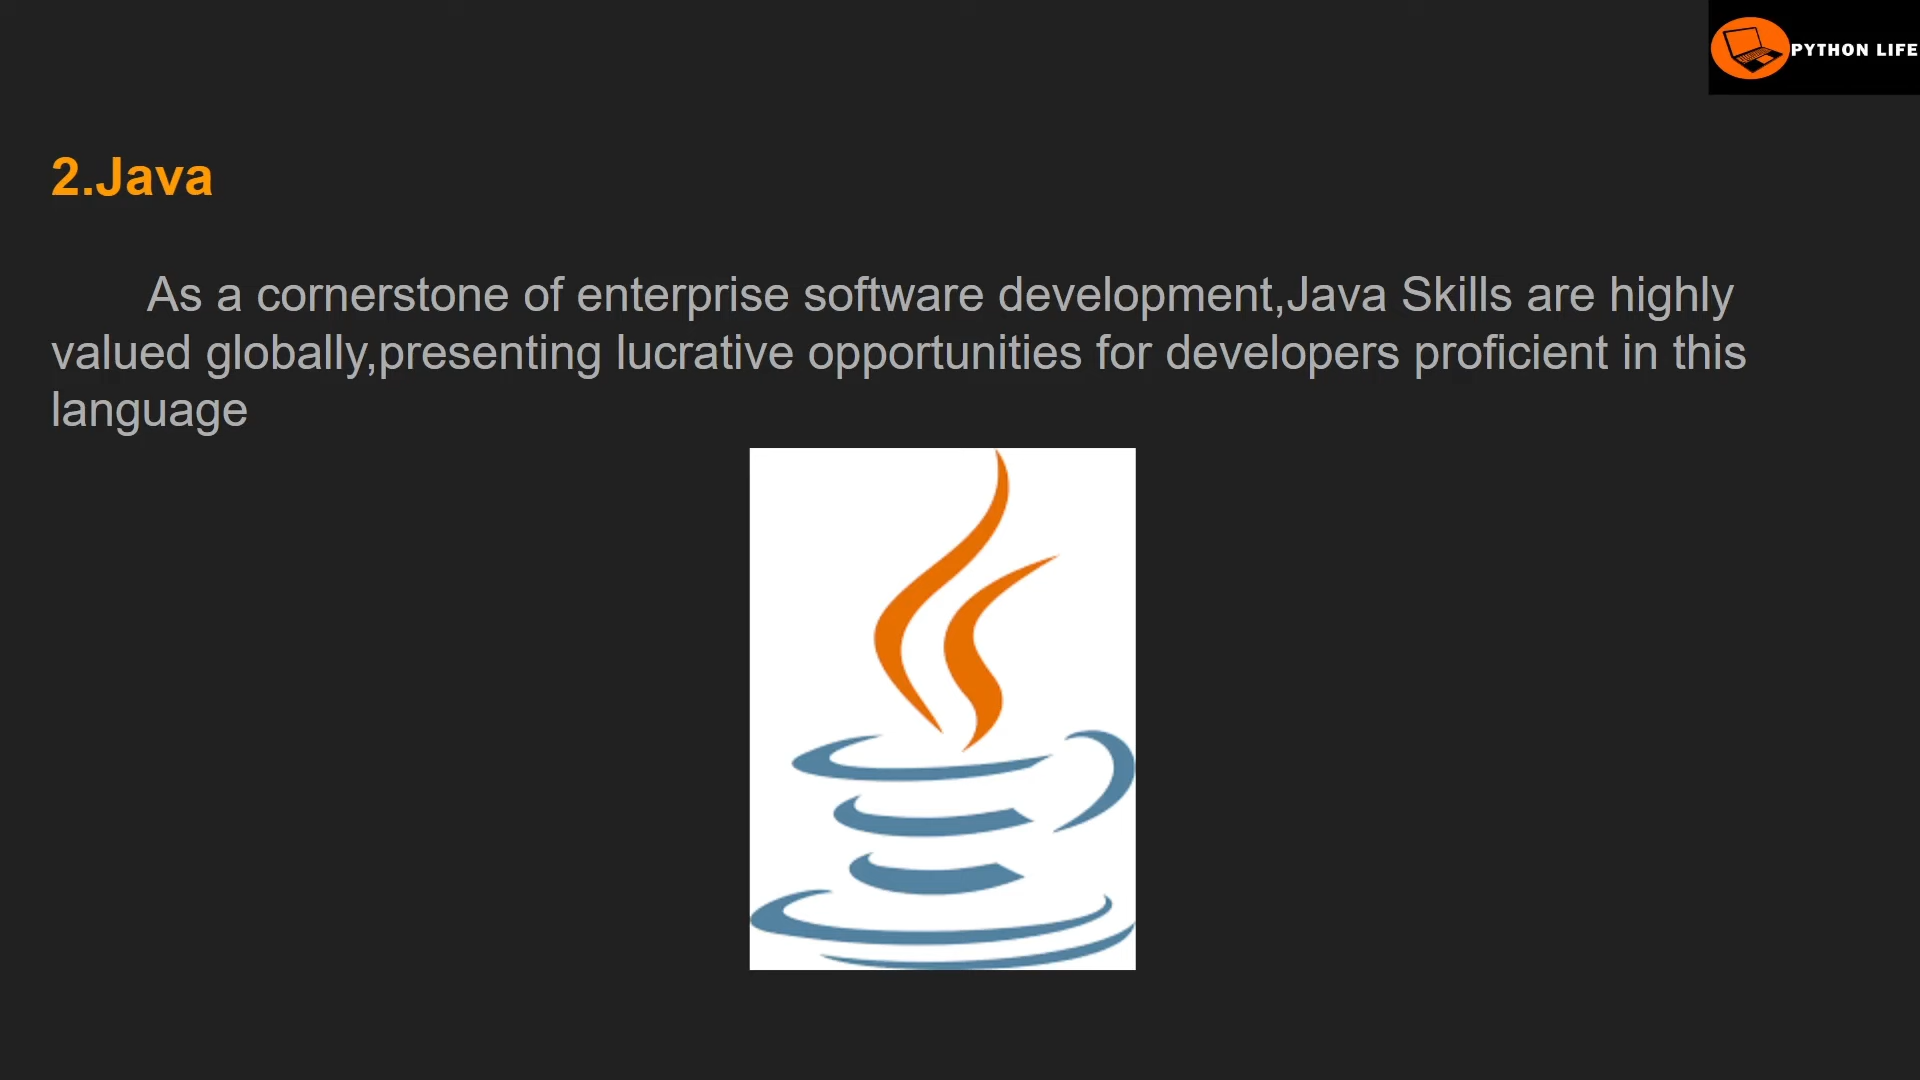 PYTHON LIFE
2.Java
As a cornerstone of enterprise software development,Java Skills are highly
valued globally,presenting lucrative opportunities for developers proficient in this
language